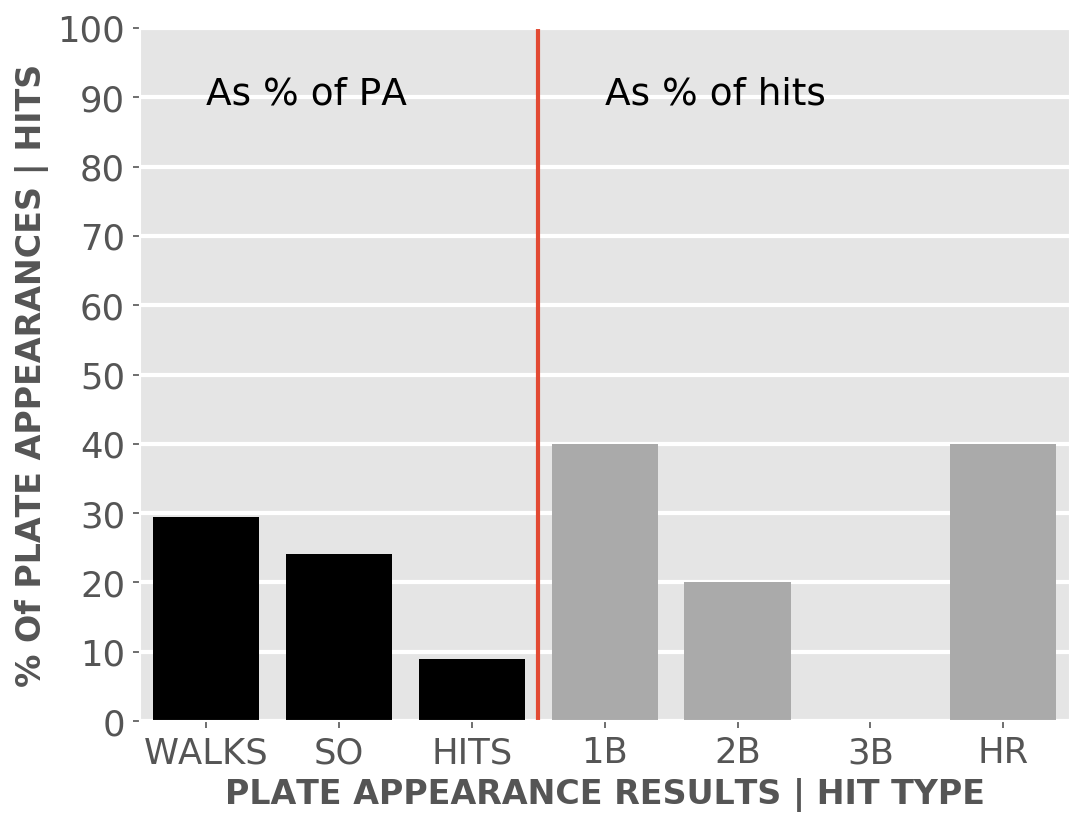 % Of PLATE APPEARANCES | HITS
100
90
80
70
60
50
40
30
20
10
0
As % of PA
As % of hits
WALKS SO HITS 1B 2B 3B HR
PLATE APPEARANCE RESULTS | HIT TYPE